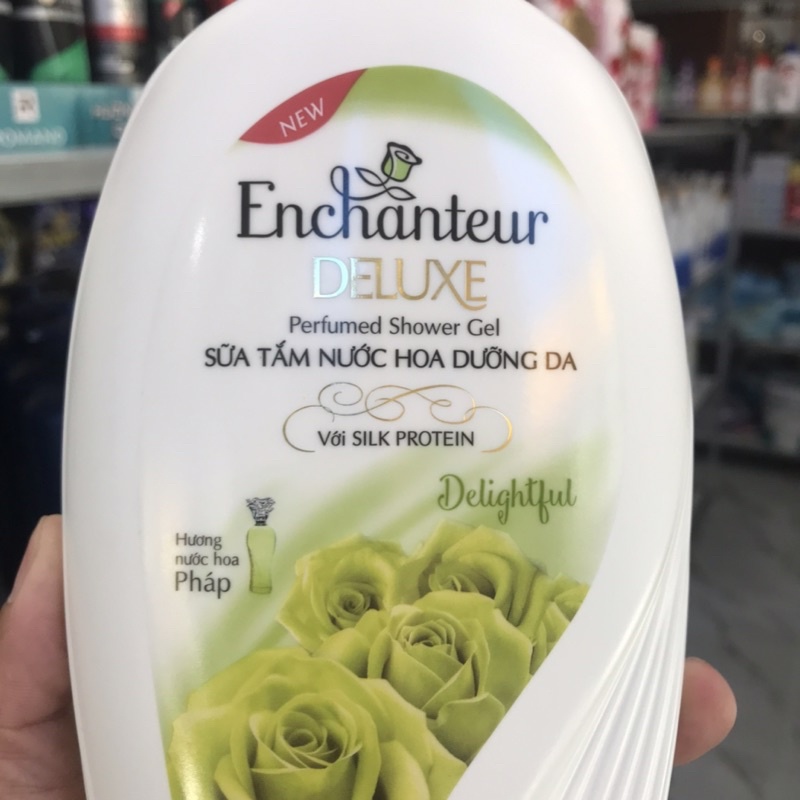 NEW
Enchanteur
DELUXE
Perfumed Shower Gel
SỮA TẮM NƯỚC HOA DƯỠNG DA
Với SILK PROTEIN
Delightful
Hương
nước hoa
Pháp
ROMANO